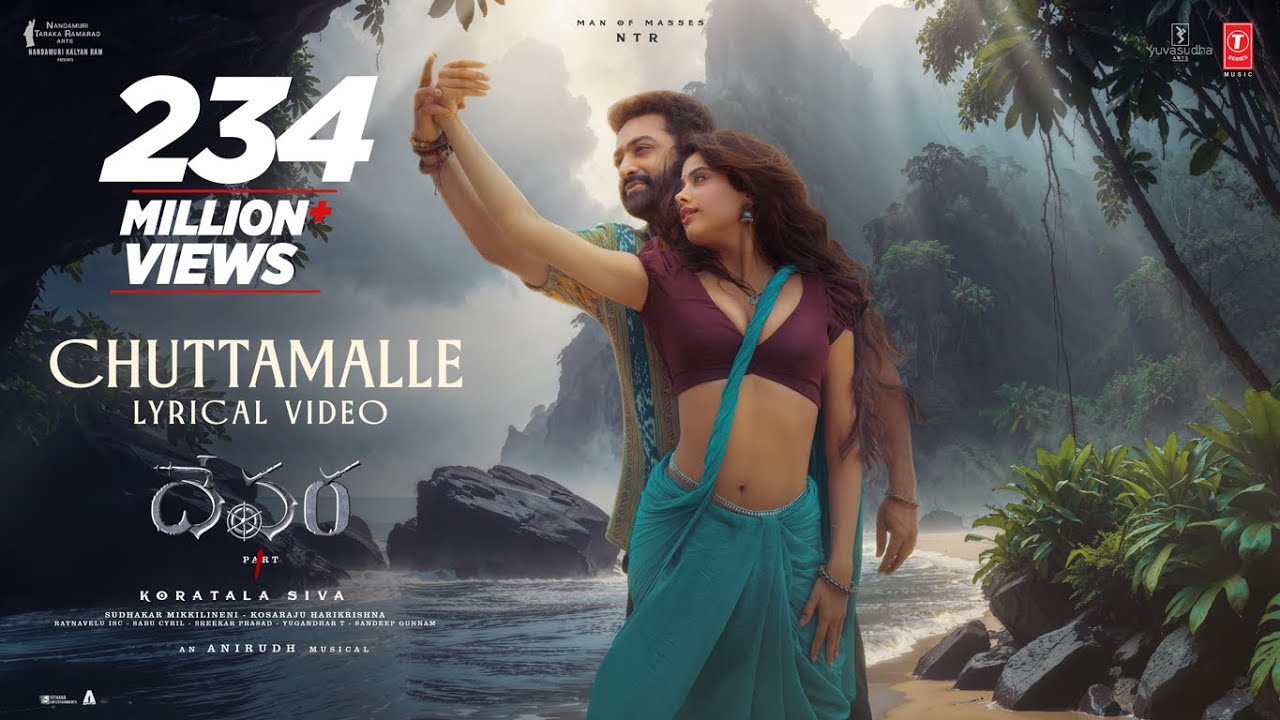 NANDAMURI
TARAKA RAMARAO
ARTS
NANDAMURI KALYAN RAM
PRESENTS
MAN OF MASSES
NTR
yuvasudha
ARTS
T
SERIES
MUSIC
234
MILLION+
VIEWS
CHUTTAMALLE
LYRICAL VIDEO
దేవర
PART 1
KORATALA SIVA
SUDHAKAR MIKKILINENI - KOSARAJU HARIKRISHNA
RATNAVELU ISC - SABU CYRIL - SREEKAR PRASAD - YUGANDHAR T - SANDEEP GUNNAM
AN ANIRUDH MUSICAL
SITHARA
ENTERTAINMENTS